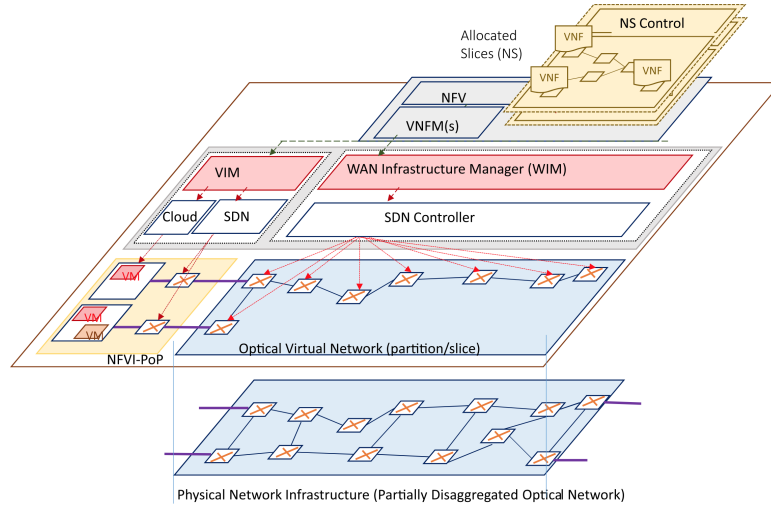 NS Control
Allocated
Slices (NS)
VNF
VNF
VNF
NFV
VNFM(s)
VIM
WAN Infrastructure Manager (WIM)
Cloud
SDN
SDN Controller
VM
VM
VM
Optical Virtual Network (partition/slice)
NFVI-PoP
Physical Network Infrastructure (Partially Disaggregated Optical Network)